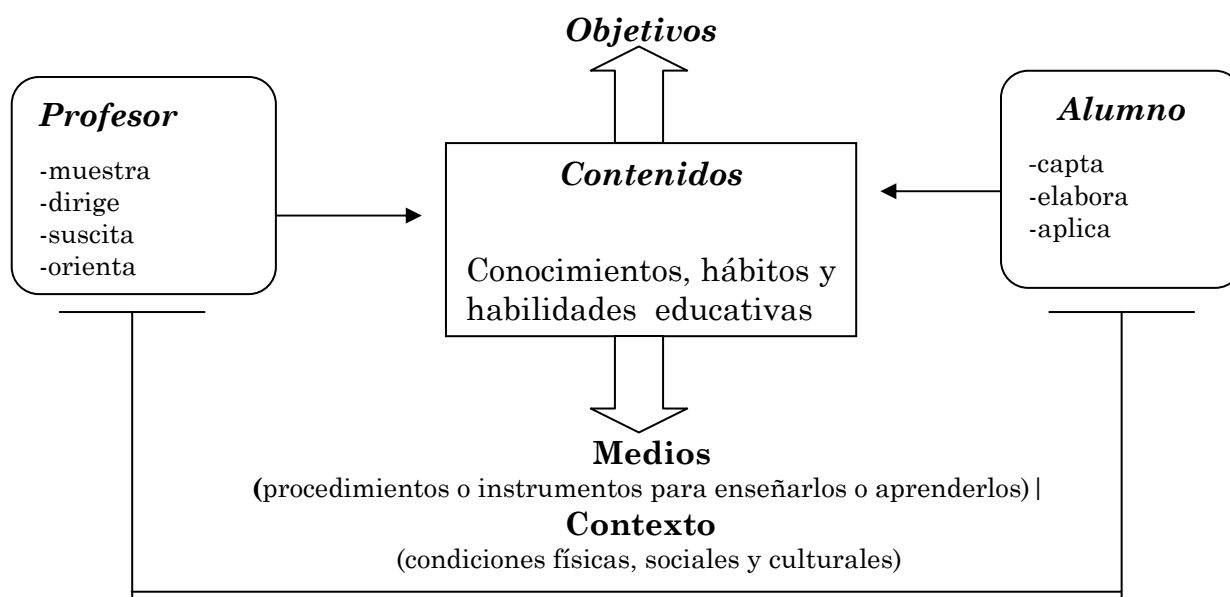 Objetivos
Profesor
-muestra
-dirige
-suscita
-orienta
Contenidos
Conocimientos, hábitos y
habilidades educativas
Alumno
-capta
-elabora
-aplica
Medios
(procedimientos o instrumentos para enseñarlos o aprenderlos)|
Contexto
(condiciones físicas, sociales y culturales)